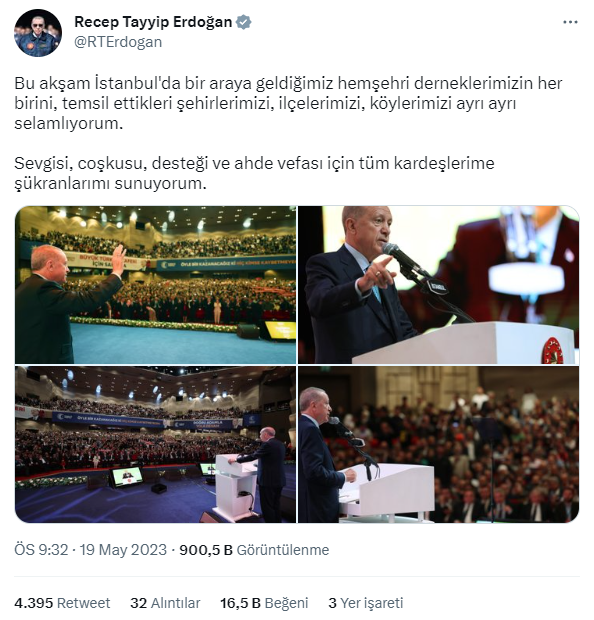 Recep Tayyip Erdoğan
@RTErdogan
Bu akşam İstanbul'da bir araya geldiğimiz hemşehri derneklerimizin her
birini, temsil ettikleri şehirlerimizi, ilçelerimizi, köylerimizi ayrı ayrı
selamlıyorum.
Sevgisi, coşkusu, desteği ve ahde vefası için tüm kardeşlerime
şükranlarımı sunuyorum.
ÖS 9:32 · 19 May 2023 · 900,5 B Görüntülenme
4.395 Retweet 32 Alıntılar 16,5 B Beğeni 3 Yer işareti